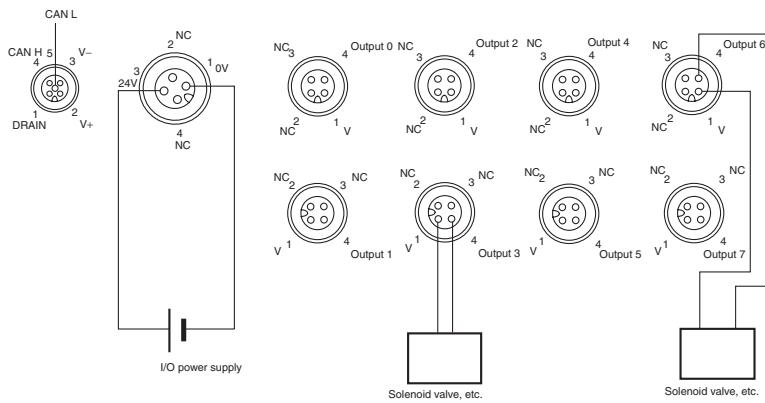 CAN L
CAN H 5 V–
4 3
1 2
DRAIN V+
NC
2
3 1 0V
24V
4
NC
I/O power supply
NC 3 4 Output 0
NC 2 1 V
NC 3 4 Output 2
NC 2 1 V
NC 3 4 Output 4
NC 2 1 V
NC 3 4 Output 6
NC 2 1 V
NC 2 3 NC
V 1 4 Output 1
NC 2 3 NC
V 1 4 Output 3
NC 2 3 NC
V 1 4 Output 5
NC 2 3 NC
V 1 4 Output 7
Solenoid valve, etc.
Solenoid valve, etc.